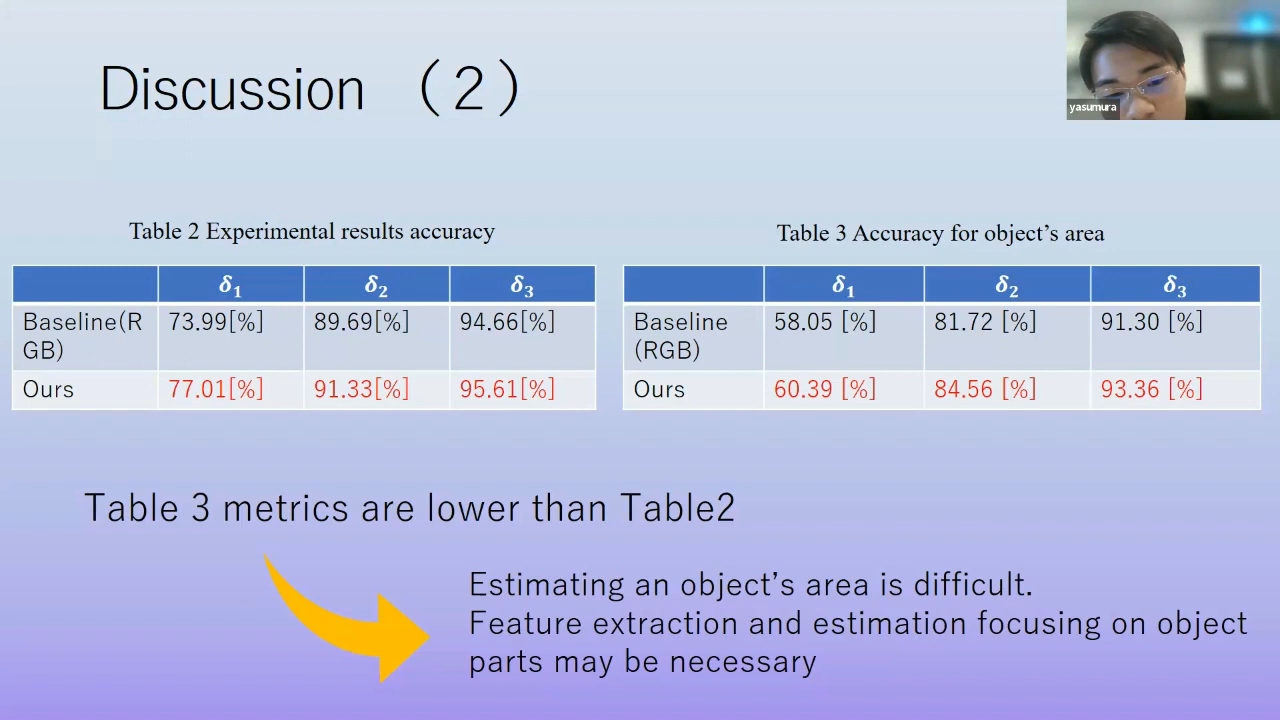 Discussion （2）
yasumura
Table 2 Experimental results accuracy
δ₁ δ₂ δ₃
Baseline(R 73.99[%] 89.69[%] 94.66[%]
GB)
Ours 77.01[%] 91.33[%] 95.61[%]
Table 3 Accuracy for object’s area
δ₁ δ₂ δ₃
Baseline 58.05 [%] 81.72 [%] 91.30 [%]
(RGB)
Ours 60.39 [%] 84.56 [%] 93.36 [%]
Table 3 metrics are lower than Table2
Estimating an object’s area is difficult.
Feature extraction and estimation focusing on object
parts may be necessary